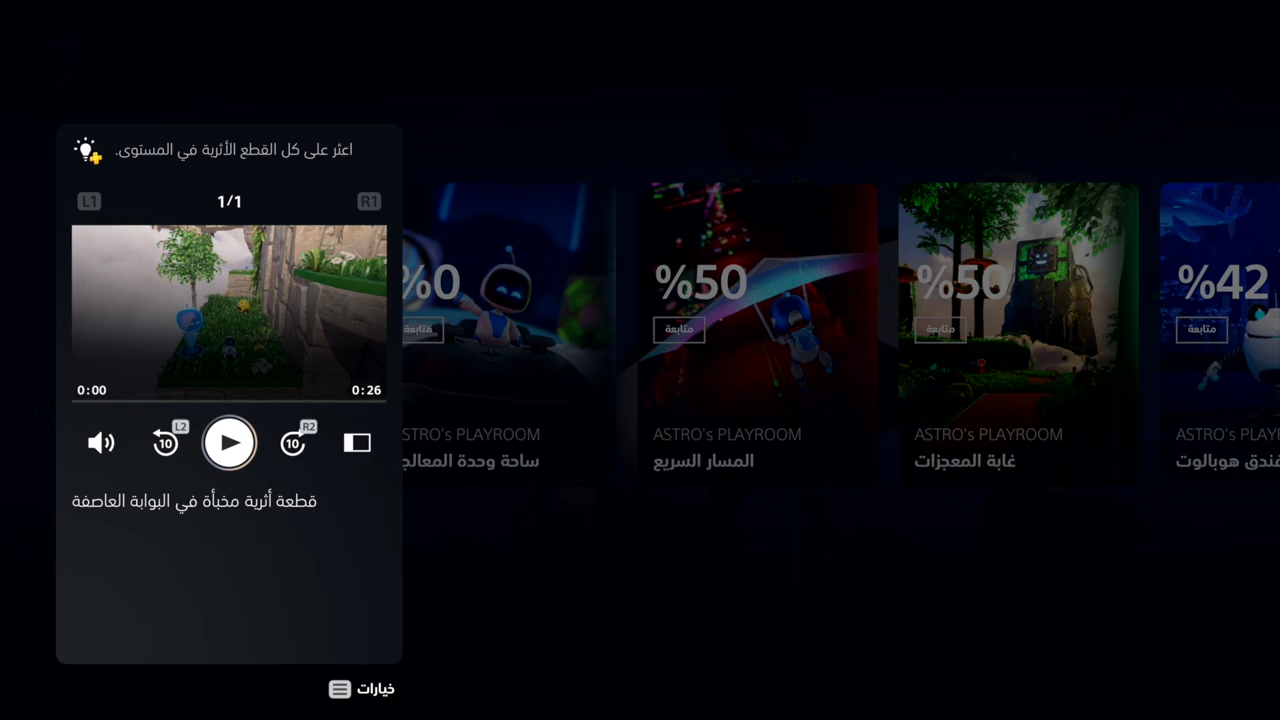 اعثر على كل القطع الأثرية في المستوى.
L1
1/1
R1
0:00
0:26
L2
10
R2
10
قطعة أثرية مخبأة في البوابة العاصفة
خيارات
%0
متابعة
ASTRO's PLAYROOM
ساحة وحدة المعالج
%50
متابعة
ASTRO's PLAYROOM
المسار السريع
%50
متابعة
ASTRO's PLAYROOM
غابة المعجزات
%42
متابعة
ASTRO's PLAY
فندق هوبالوت